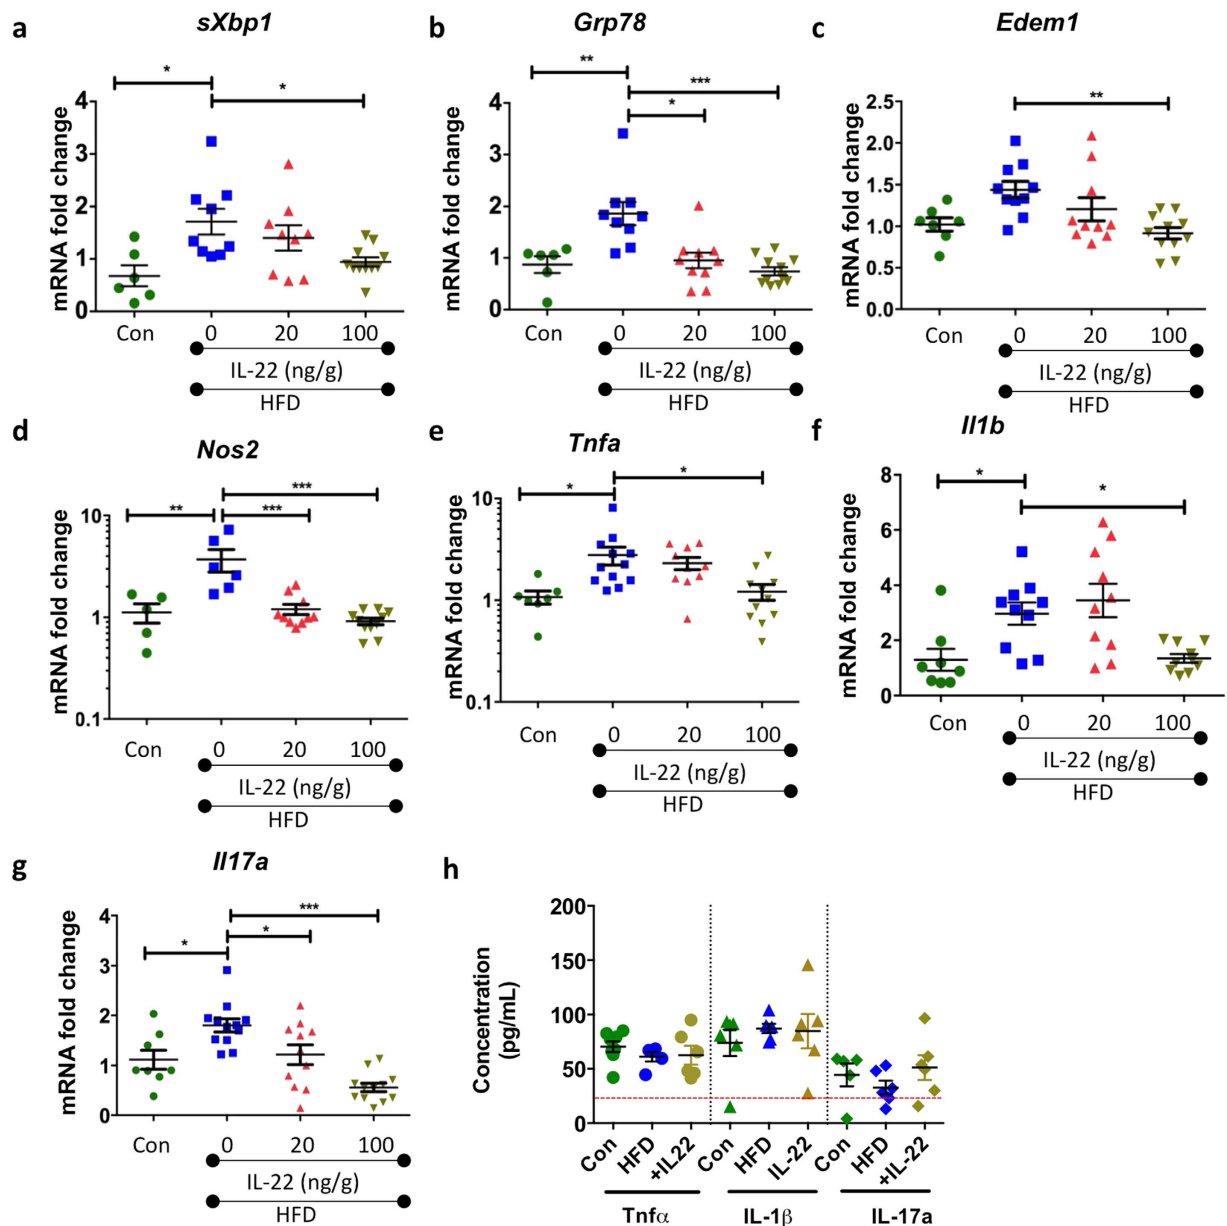 a
sXbp1
*
*
mRNA fold change
4
3
2
1
0
Con
0
20
100
IL-22 (ng/g)
HFD
b
Grp78
**
***
*
mRNA fold change
4
3
2
1
0
Con
0
20
100
IL-22 (ng/g)
HFD
c
Edem1
**
mRNA fold change
2.5
2.0
1.5
1.0
0.5
0.0
Con
0
20
100
IL-22 (ng/g)
HFD
d
Nos2
***
**
***
mRNA fold change
10
1
0.1
Con
0
20
100
IL-22 (ng/g)
HFD
e
Tnfa
*
*
mRNA fold change
10
1
0.1
Con
0
20
100
IL-22 (ng/g)
HFD
f
Il1b
*
*
mRNA fold change
8
6
4
2
0
Con
0
20
100
IL-22 (ng/g)
HFD
g
Il17a
***
*
*
mRNA fold change
4
3
2
1
0
Con
0
20
100
IL-22 (ng/g)
HFD
h
Concentration
(pg/mL)
200
150
100
50
0
Con
HFD
+IL22
Con
HFD
IL-22
Con
HFD
+IL-22
Tnfα
IL-1β
IL-17a